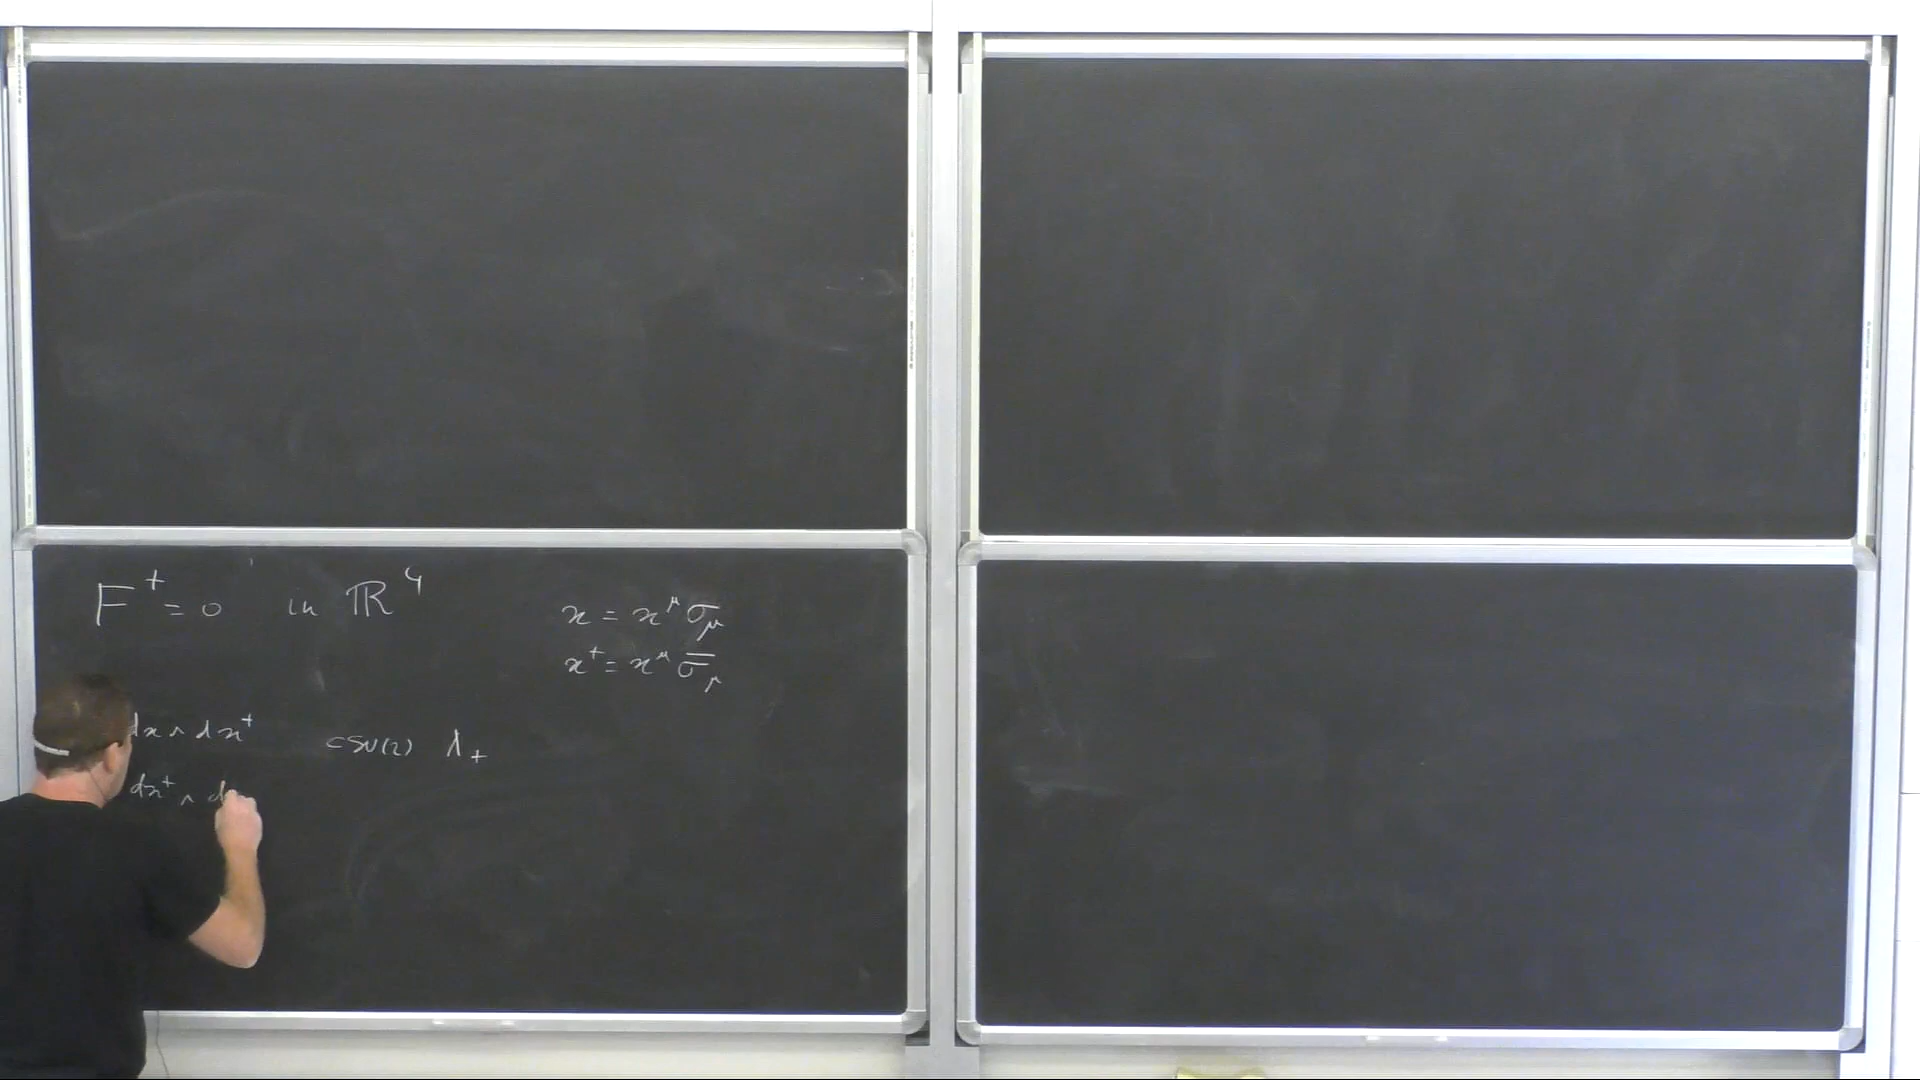 F⁺ = 0 in ℝ⁴
x = x^μ σ_μ
x⁺ = x^μ σ̄_μ
dx ∧ dx⁺ ⊂ SU(2) λ₊
dx⁺ ∧ d